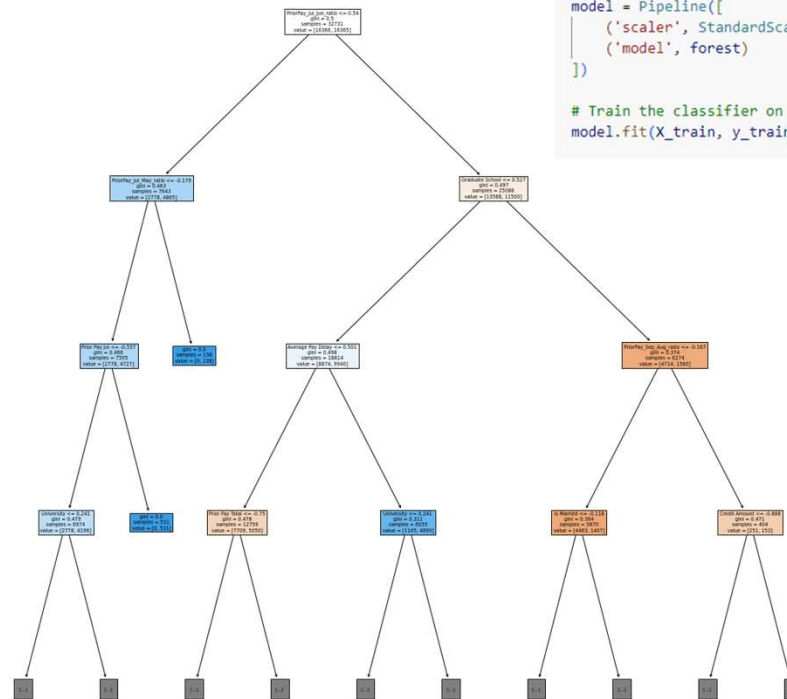 model = Pipeline([
('scaler', StandardSca
('model', forest)
])
# Train the classifier on
model.fit(X_train, y_train
PriorPay_Jul_Jun_ratio <= 0.54
gini = 0.5
samples = 32731
value = [16366, 16365]
PriorPay_Jul_May_ratio <= -0.179
gini = 0.463
samples = 7643
value = [2778, 4865]
Graduate School <= 0.527
gini = 0.497
samples = 25088
value = [13588, 11500]
Prior Pay Jul <= -0.557
gini = 0.466
samples = 7505
value = [2778, 4727]
gini = 0.0
samples = 138
value = [0, 138]
Average Pay Delay <= 0.501
gini = 0.498
samples = 18814
value = [8874, 9940]
PriorPay_Sep_Avg_ratio <= -0.167
gini = 0.374
samples = 6274
value = [4714, 1560]
University <= 0.241
gini = 0.479
samples = 6974
value = [2778, 4196]
gini = 0.0
samples = 531
value = [0, 531]
Prior Pay Total <= -0.75
gini = 0.478
samples = 12759
value = [7709, 5050]
University <= 0.241
gini = 0.311
samples = 6055
value = [1165, 4890]
Is Married <= -0.118
gini = 0.364
samples = 5870
value = [4463, 1407]
Credit Amount <= -0.888
gini = 0.471
samples = 404
value = [251, 153]
(...)
(...)
(...)
(...)
(...)
(...)
(...)
(...)
(...)